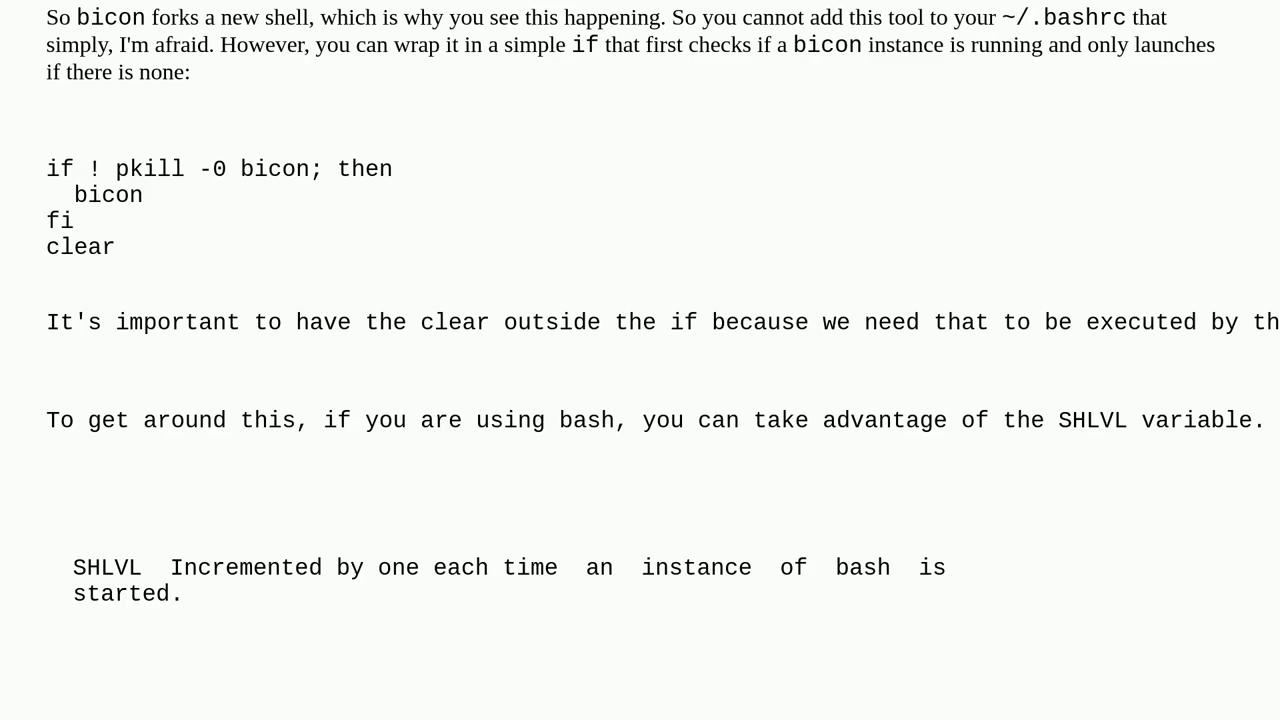 So bicon forks a new shell, which is why you see this happening. So you cannot add this tool to your ~/.bashrc that
simply, I'm afraid. However, you can wrap it in a simple if that first checks if a bicon instance is running and only launches
if there is none:
if ! pkill -0 bicon; then
  bicon
fi
clear
It's important to have the clear outside the if because we need that to be executed by th
To get around this, if you are using bash, you can take advantage of the SHLVL variable.
SHLVL  Incremented by one each time  an  instance  of  bash  is
started.